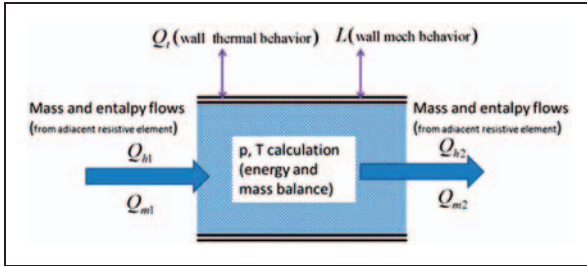 Q_t (wall thermal behavior)
L (wall mech behavior)
Mass and entalpy flows
(from adiacent resistive element)
Q_h1
Q_m1
p, T calculation
(energy and
mass balance)
Mass and entalpy flows
(from adiacent resistive element)
Q_h2
Q_m2